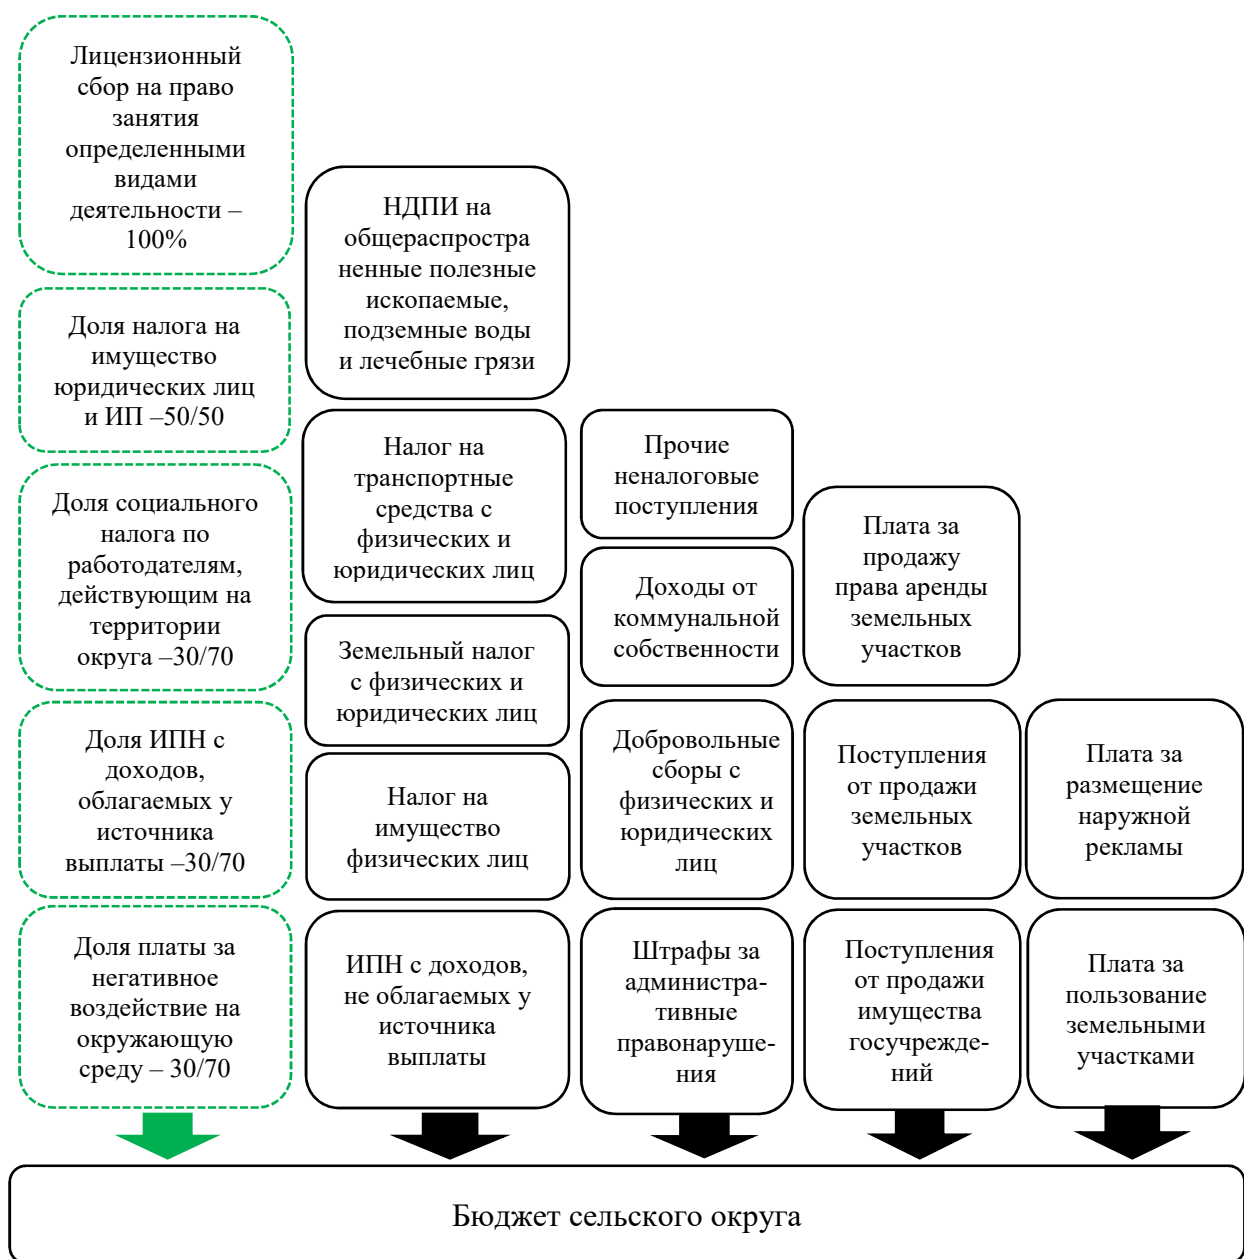 Лицензионный
сбор на право
занятия
определенными
видами
деятельности –
100%
Доля налога на
имущество
юридических лиц
и ИП –50/50
Доля социального
налога по
работодателям,
действующим на
территории
округа –30/70
Доля ИПН с
доходов,
облагаемых у
источника
выплаты –30/70
Доля платы за
негативное
воздействие на
окружающую
среду – 30/70
НДПИ на
общераспростра
ненные полезные
ископаемые,
подземные воды
и лечебные грязи
Налог на
транспортные
средства с
физических и
юридических лиц
Земельный налог
с физических и
юридических лиц
Налог на
имущество
физических лиц
ИПН с доходов,
не облагаемых у
источника
выплаты
Прочие
неналоговые
поступления
Доходы от
коммунальной
собственности
Добровольные
сборы с
физических и
юридических
лиц
Штрафы за
административ-
тивные
правонаруше-
ния
Плата за
продажу
права аренды
земельных
участков
Поступления
от продажи
земельных
участков
Поступления
от продажи
имущества
госучрежде-
ний
Плата за
размещение
наружной
рекламы
Плата за
пользование
земельными
участками
Бюджет сельского округа